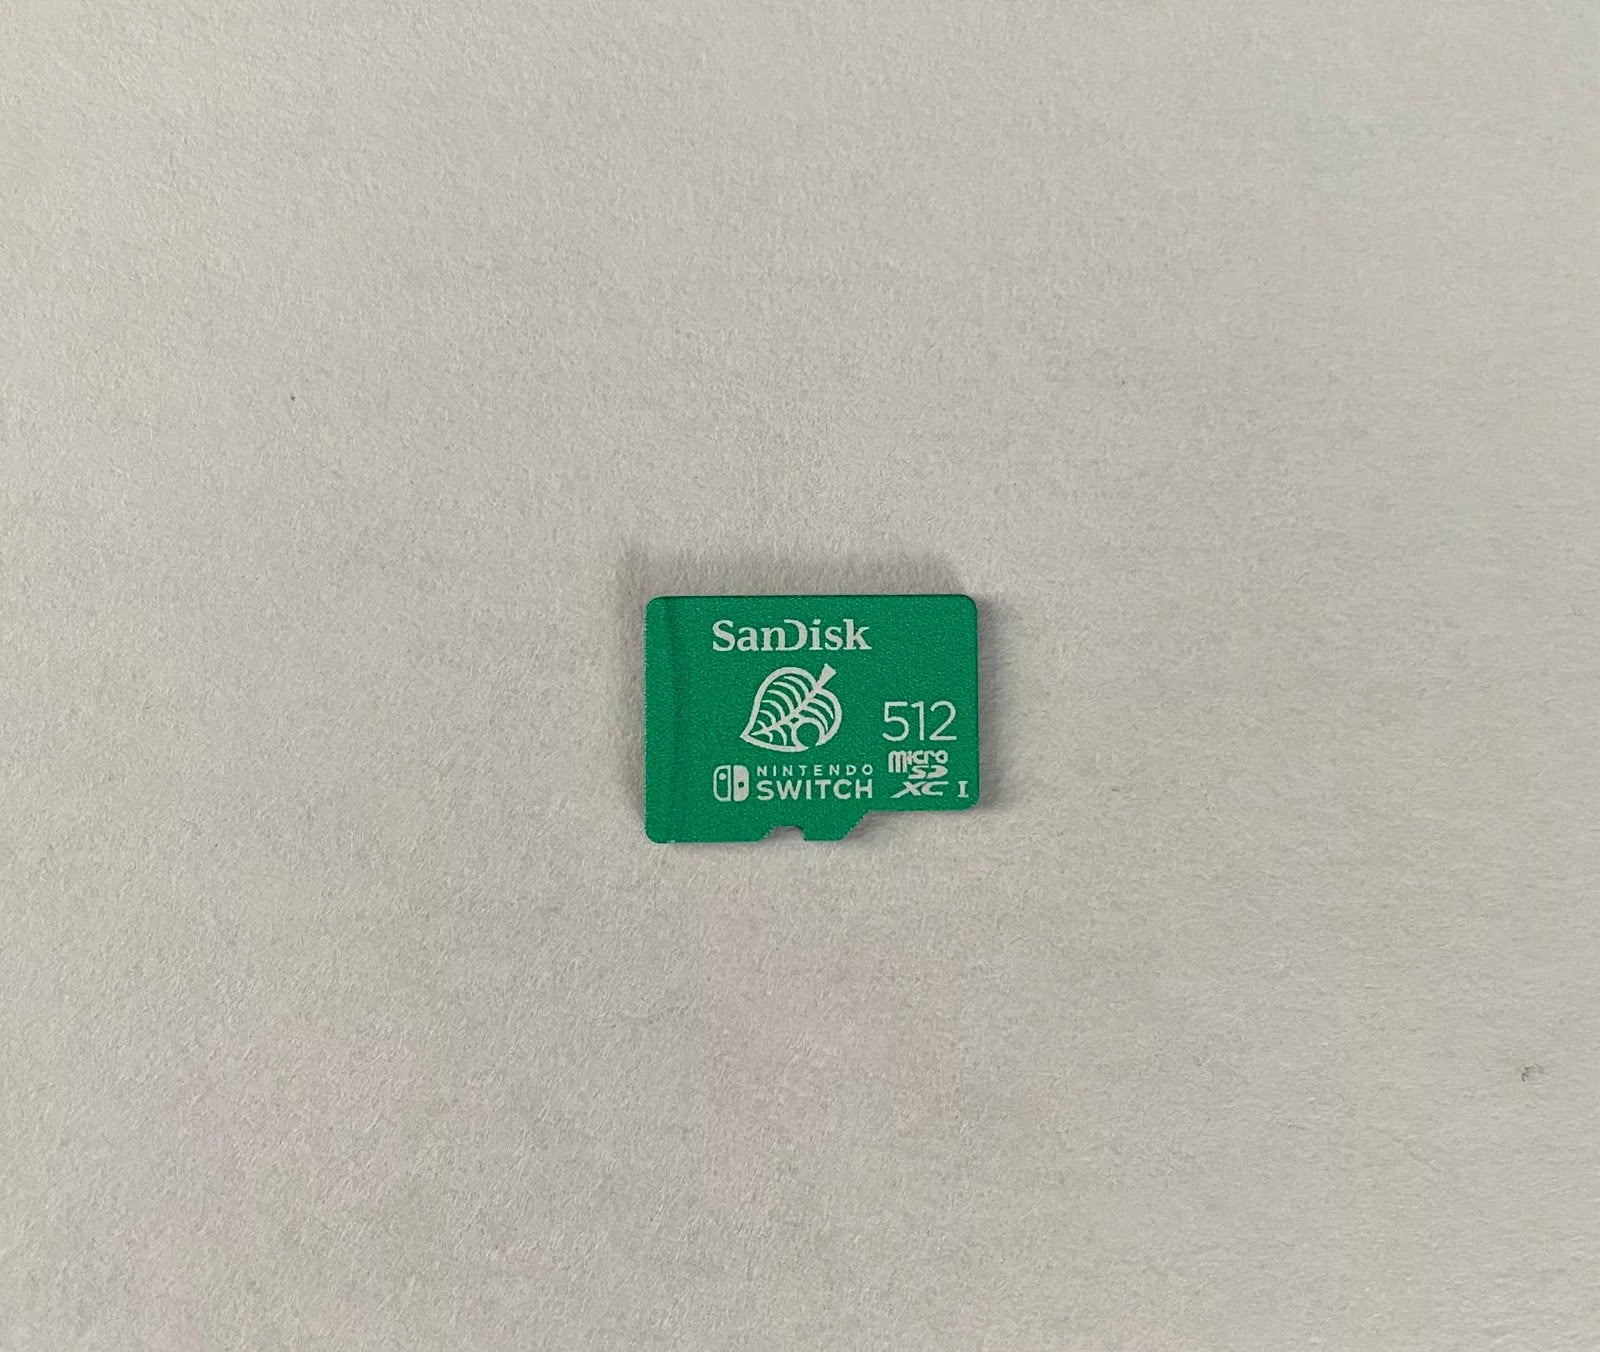 SanDisk
512
NINTENDO
SWITCH
micro
SD
XC I